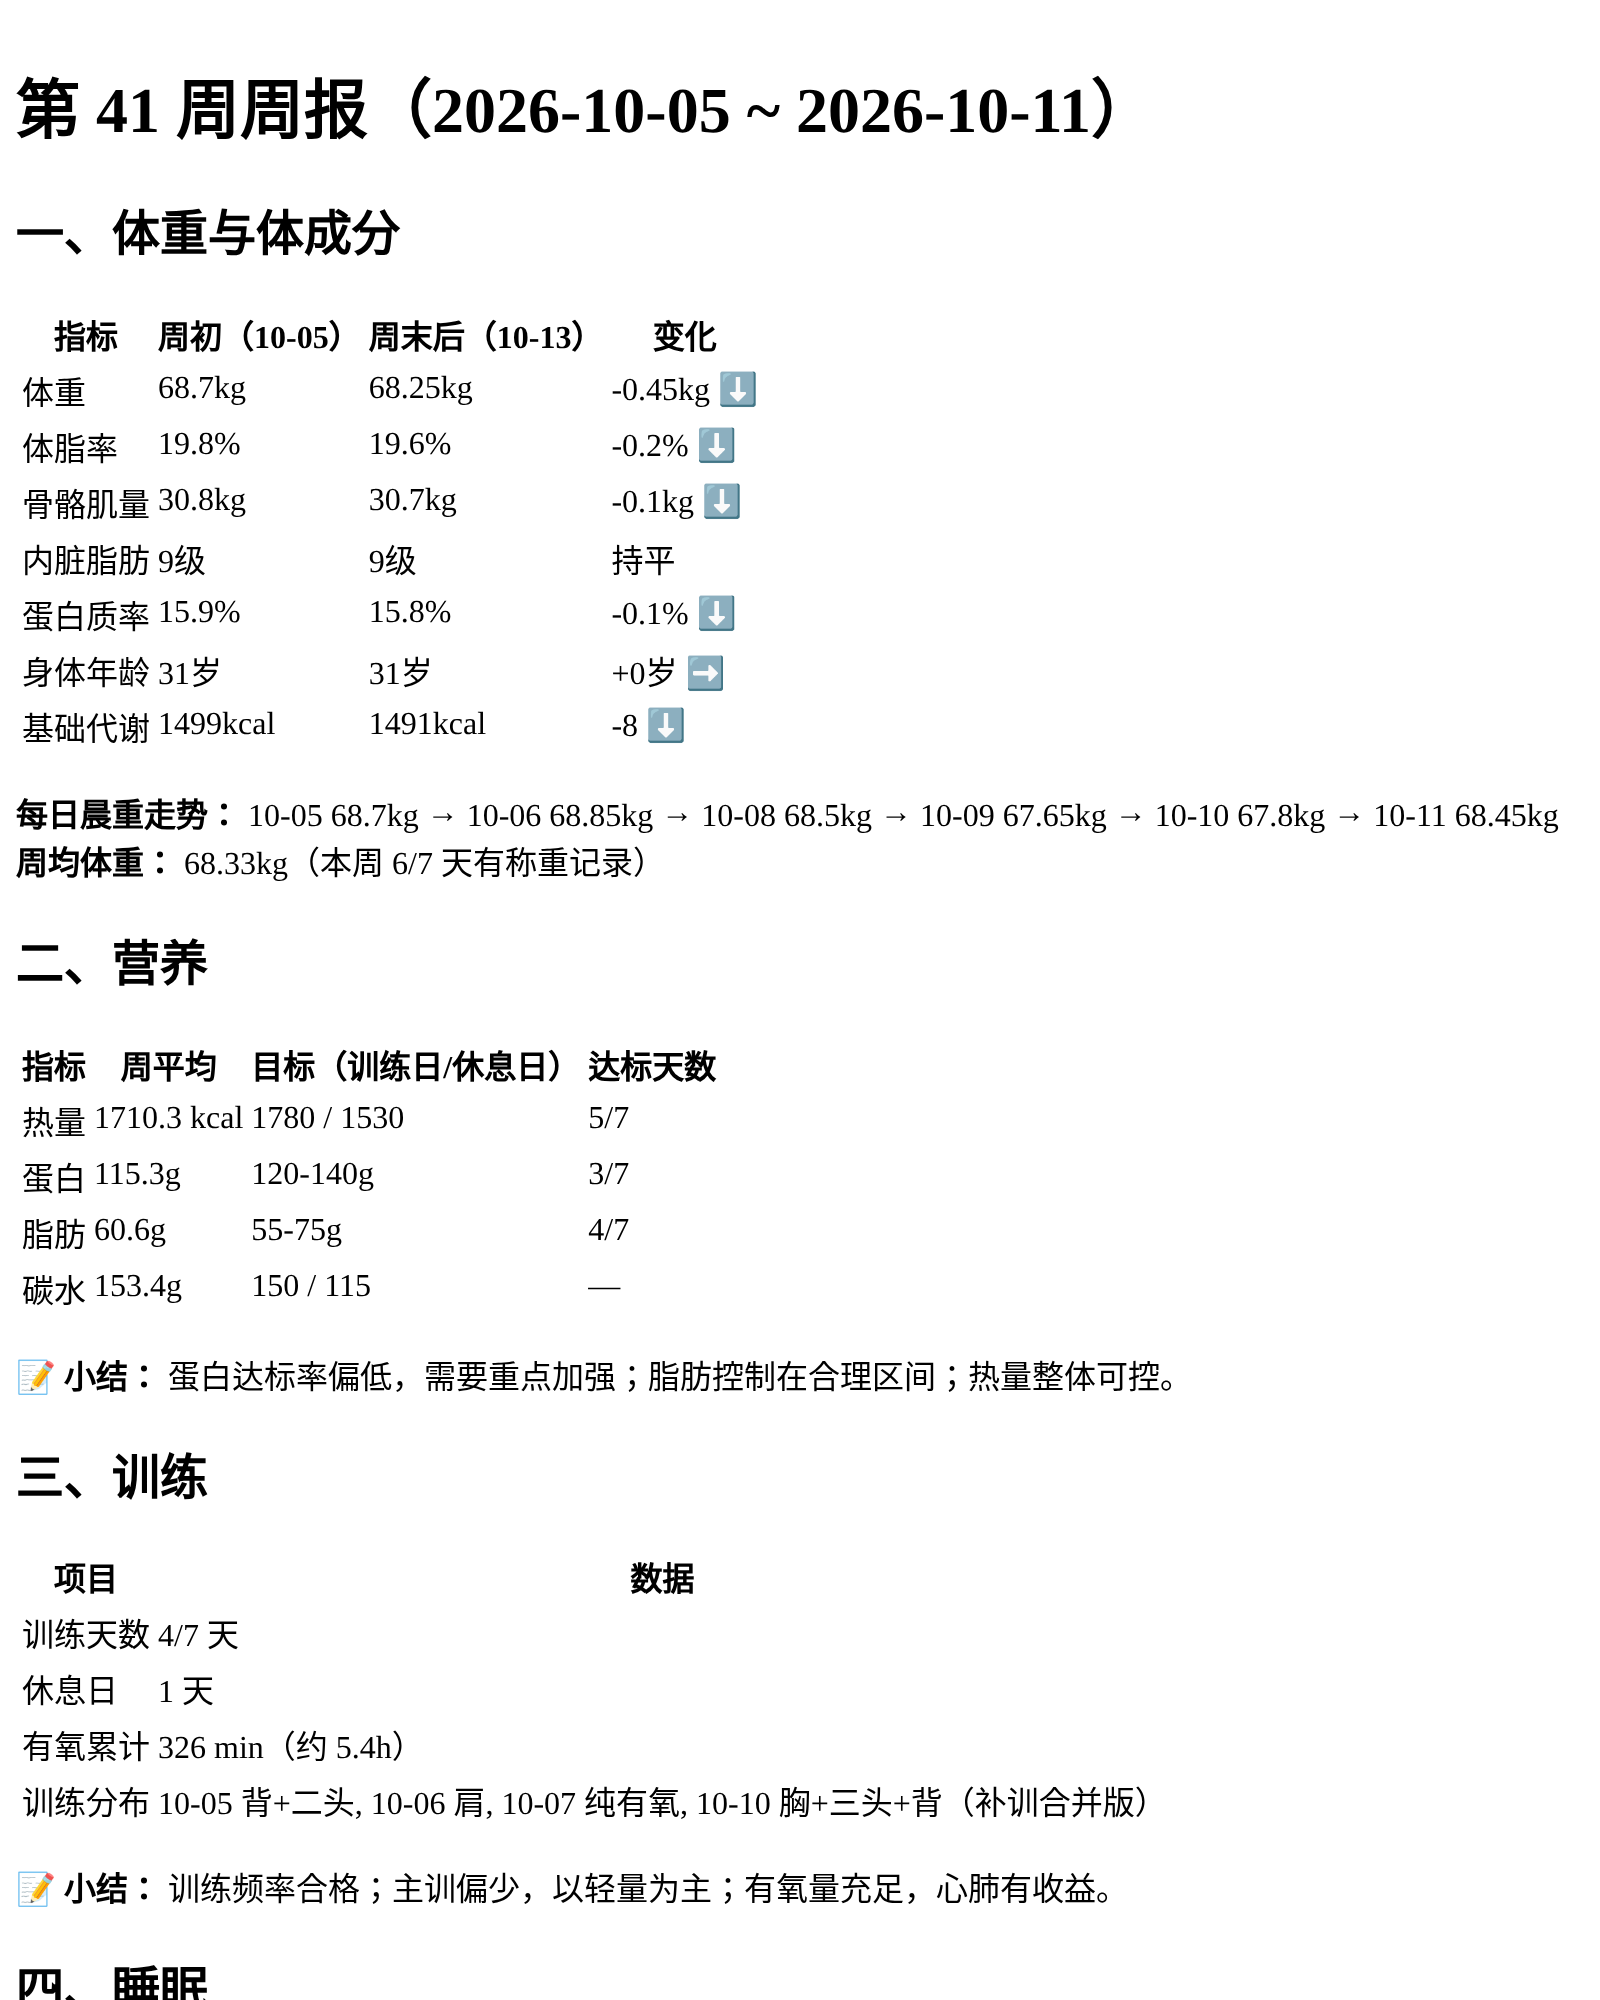 第 41 周周报（2026-10-05 ~ 2026-10-11）
一、体重与体成分
指标 周初（10-05） 周末后（10-13） 变化
体重 68.7kg 68.25kg -0.45kg ⬇️
体脂率 19.8% 19.6% -0.2% ⬇️
骨骼肌量 30.8kg 30.7kg -0.1kg ⬇️
内脏脂肪 9级 9级 持平
蛋白质率 15.9% 15.8% -0.1% ⬇️
身体年龄 31岁 31岁 +0岁 ➡️
基础代谢 1499kcal 1491kcal -8 ⬇️
每日晨重走势： 10-05 68.7kg → 10-06 68.85kg → 10-08 68.5kg → 10-09 67.65kg → 10-10 67.8kg → 10-11 68.45kg
周均体重： 68.33kg（本周 6/7 天有称重记录）
二、营养
指标 周平均 目标（训练日/休息日） 达标天数
热量 1710.3 kcal 1780 / 1530 5/7
蛋白 115.3g 120-140g 3/7
脂肪 60.6g 55-75g 4/7
碳水 153.4g 150 / 115 —
📝 小结： 蛋白达标率偏低，需要重点加强；脂肪控制在合理区间；热量整体可控。
三、训练
项目 数据
训练天数 4/7 天
休息日 1 天
有氧累计 326 min（约 5.4h）
训练分布 10-05 背+二头, 10-06 肩, 10-07 纯有氧, 10-10 胸+三头+背（补训合并版）
📝 小结： 训练频率合格；主训偏少，以轻量为主；有氧量充足，心肺有收益。
四、睡眠